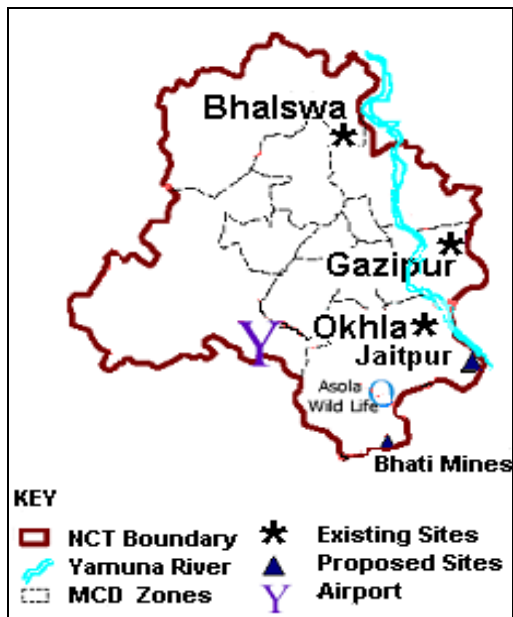 Bhalswa
Gazipur
Okhla
Jaitpur
Asola
Wild Life
Bhati Mines
KEY
NCT Boundary
Existing Sites
Yamuna River
Proposed Sites
MCD Zones
Airport